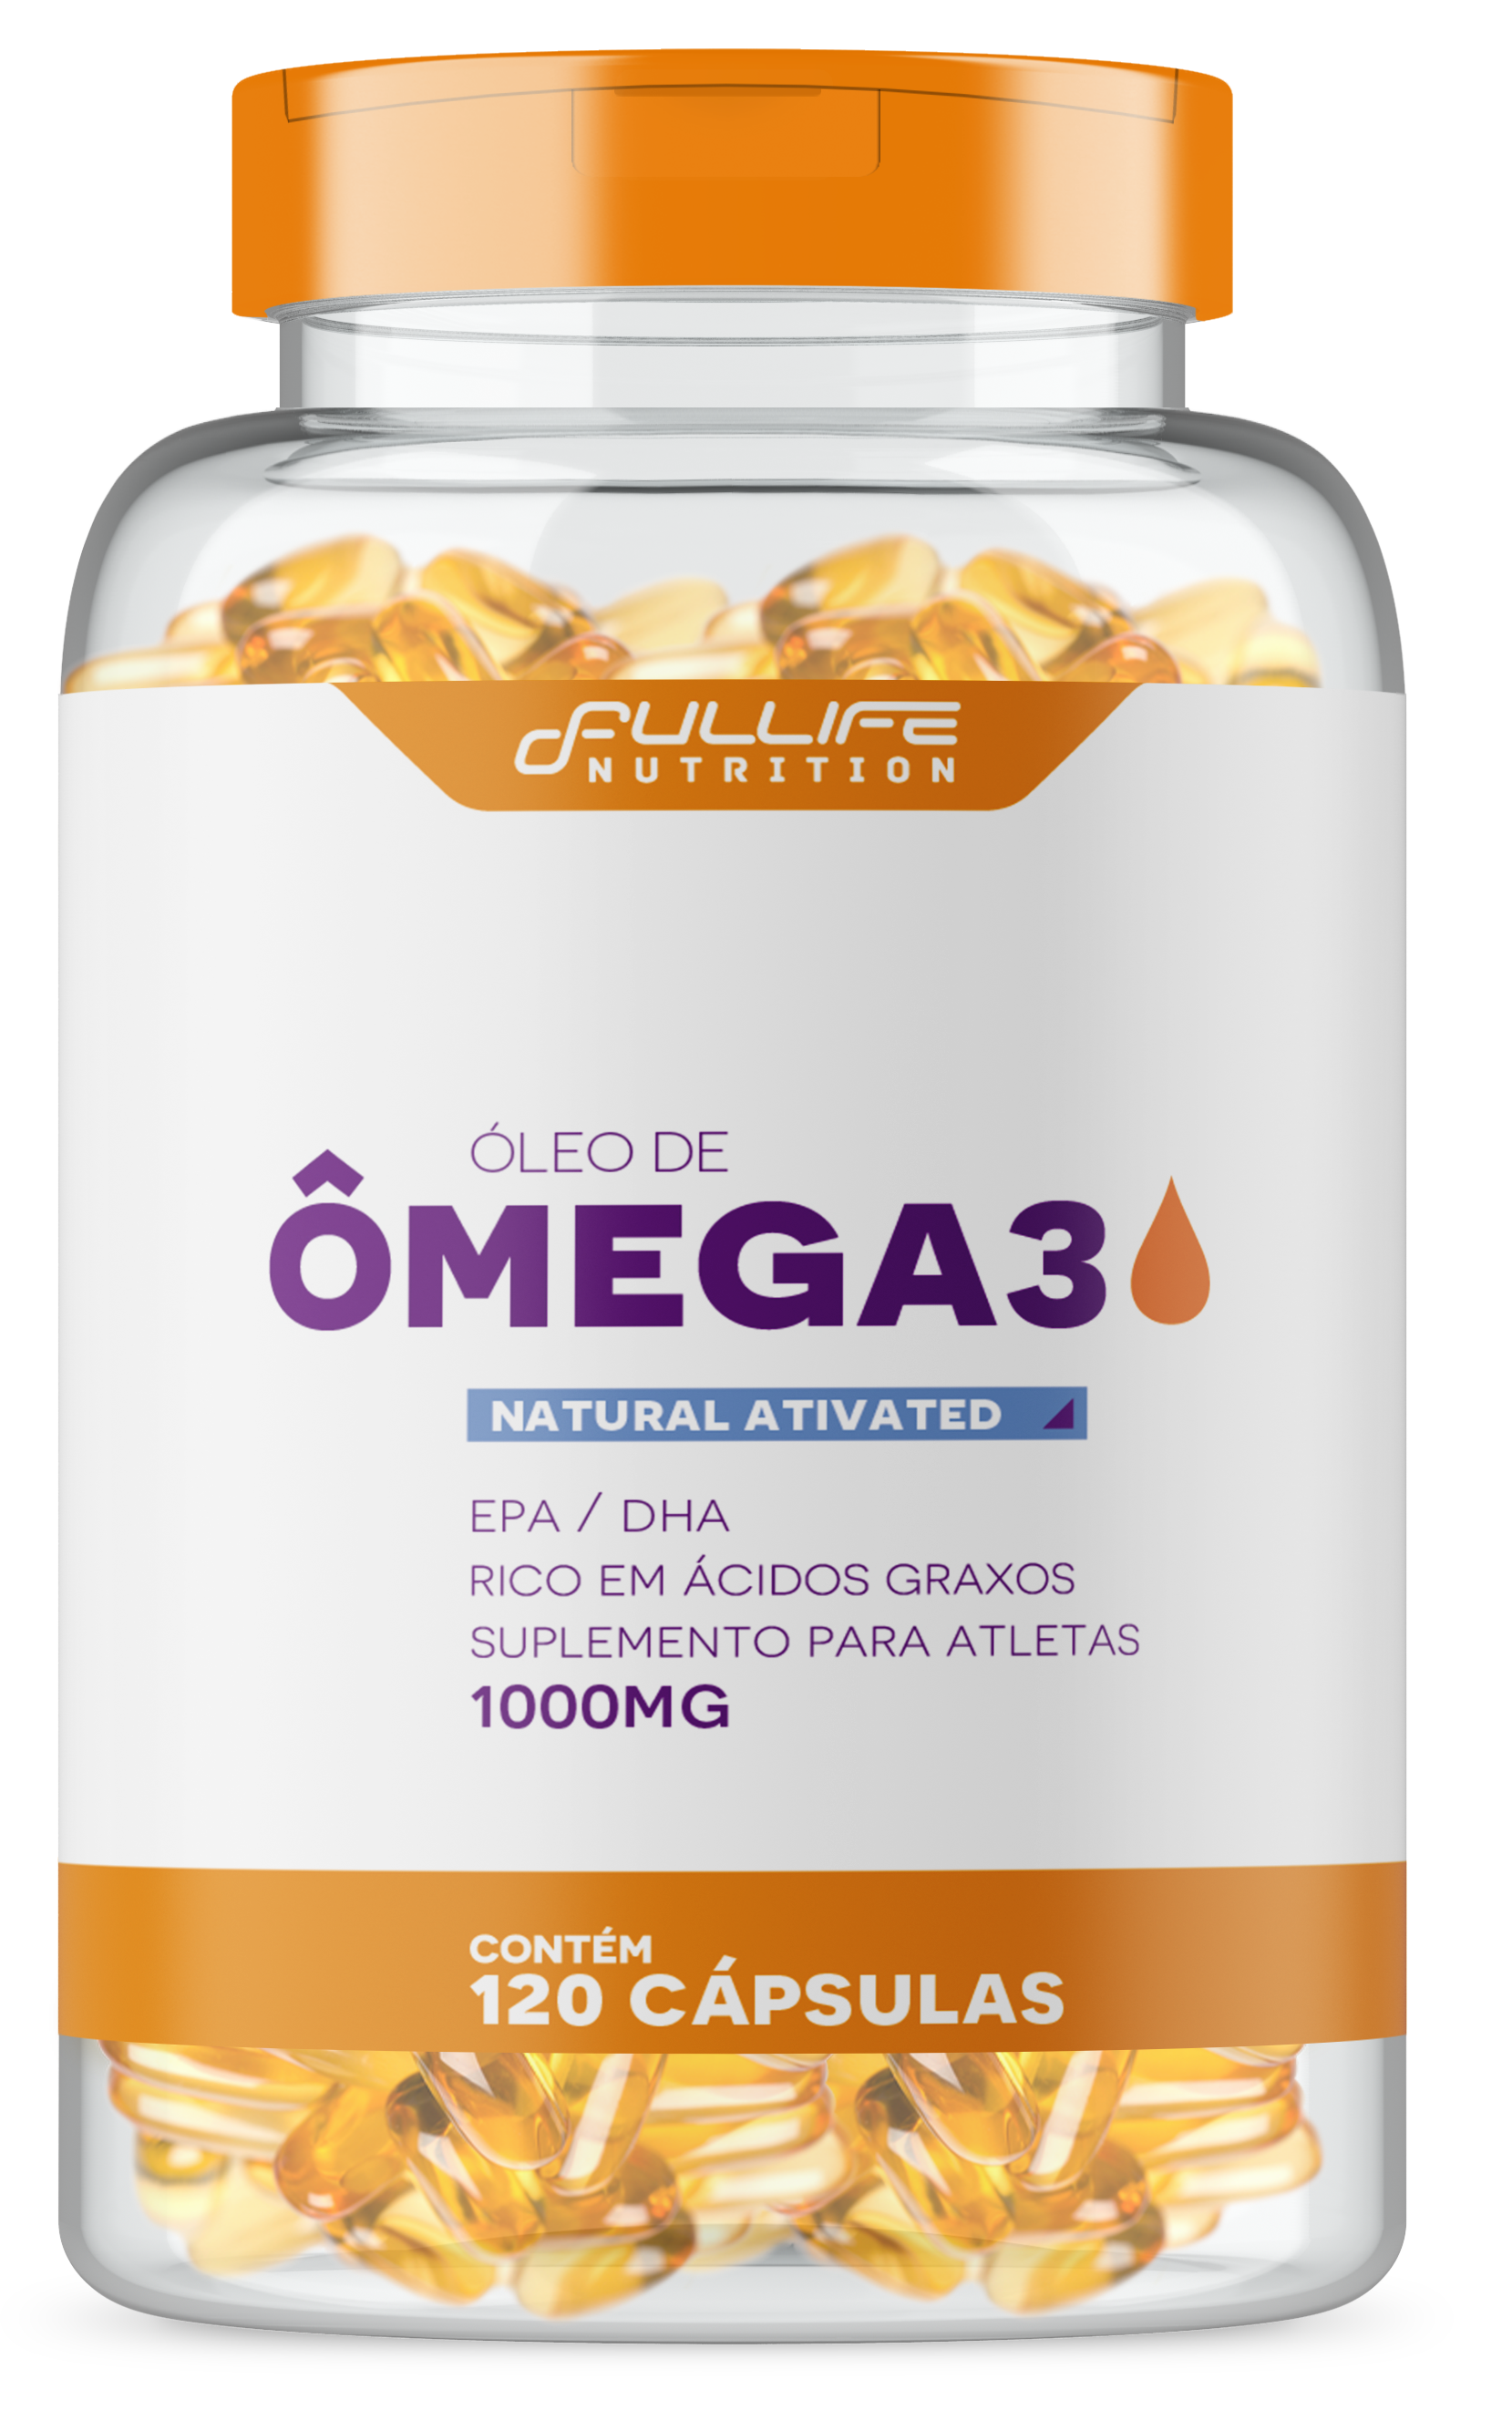 FULLIFE
NUTRITION
ÓLEO DE
ÔMEGA3
NATURAL ATIVATED
EPA / DHA
RICO EM ÁCIDOS GRAXOS
SUPLEMENTO PARA ATLETAS
1000MG
CONTÉM
120 CÁPSULAS